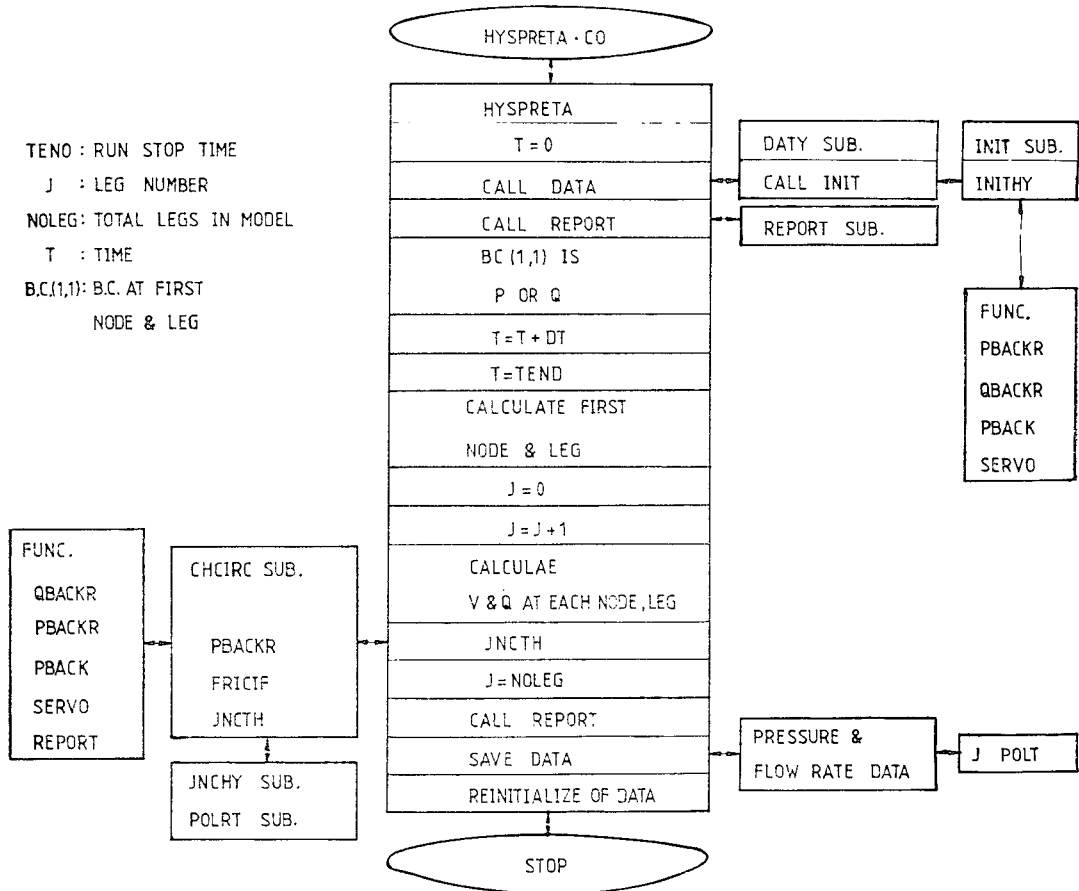 HYSPRETA·CO
TENO : RUN STOP TIME
J : LEG NUMBER
NOLEG: TOTAL LEGS IN MODEL
T : TIME
B.C.(1,1): B.C. AT FIRST
NODE & LEG
HYSPRETA
T = 0
CALL DATA
CALL REPORT
BC (1,1) IS
P OR Q
T = T + DT
T = TEND
CALCULATE FIRST
NODE & LEG
J = 0
J = J + 1
CALCULAE
V & Q AT EACH NODE, LEG
JNCTH
J = NOLEG
CALL REPORT
SAVE DATA
REINITIALIZE OF DATA
STOP
DATY SUB.
CALL INIT
REPORT SUB.
INIT SUB.
INITHY
FUNC.
PBACKR
QBACKR
PBACK
SERVO
FUNC.
QBACKR
PBACKR
PBACK
SERVO
REPORT
CHCIRC SUB.
PBACKR
FRICIF
JNCTH
JNCHY SUB.
POLRT SUB.
PRESSURE &
FLOW RATE DATA
J POLT